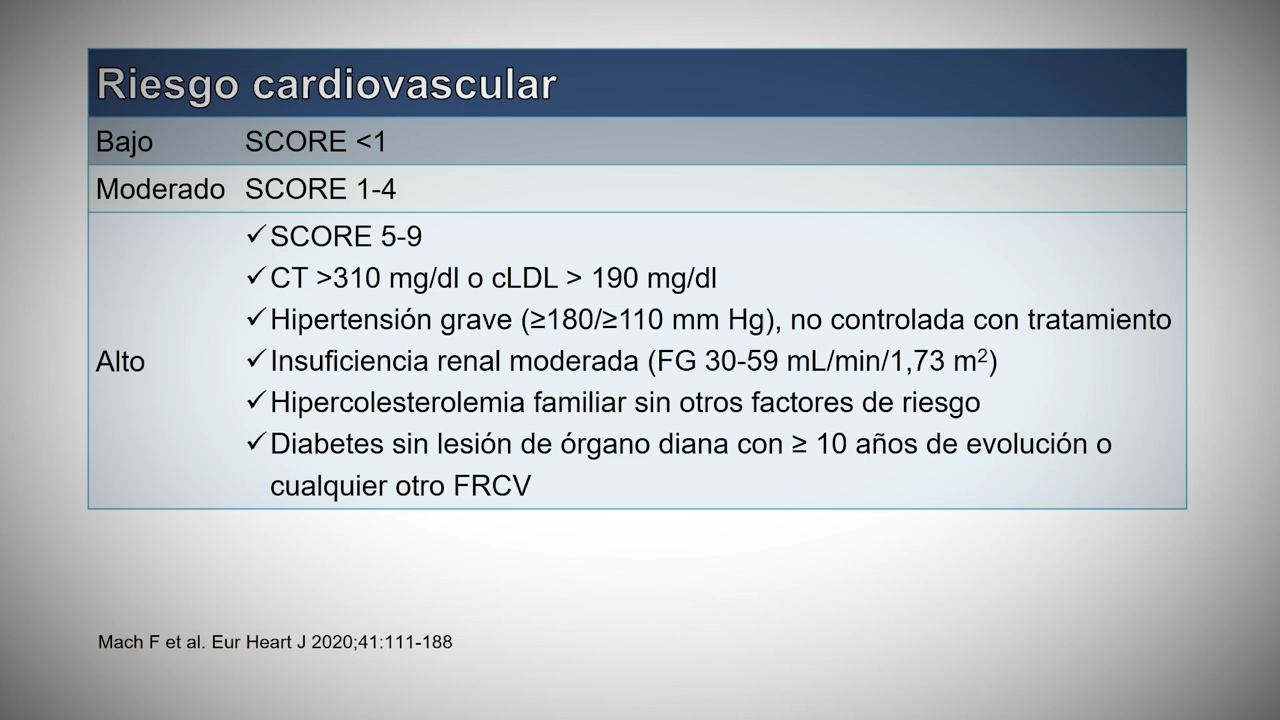 Riesgo cardiovascular
Bajo SCORE <1
Moderado SCORE 1-4
Alto
✓SCORE 5-9
✓CT >310 mg/dl o cLDL > 190 mg/dl
✓Hipertensión grave (≥180/≥110 mm Hg), no controlada con tratamiento
✓Insuficiencia renal moderada (FG 30-59 mL/min/1,73 m²)
✓Hipercolesterolemia familiar sin otros factores de riesgo
✓Diabetes sin lesión de órgano diana con ≥ 10 años de evolución o
cualquier otro FRCV
Mach F et al. Eur Heart J 2020;41:111-188